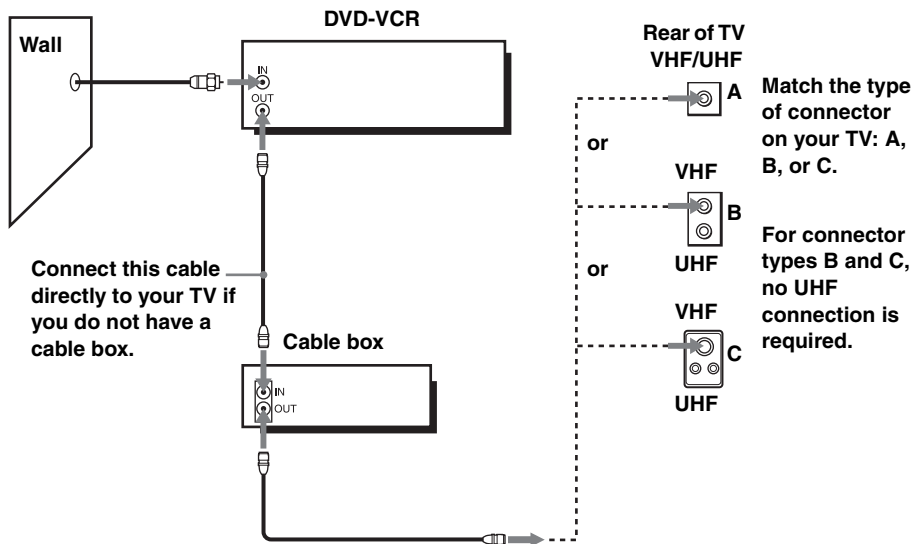 DVD-VCR
Wall
IN
OUT
Rear of TV
VHF/UHF
A
Match the type
of connector
on your TV: A,
B, or C.
or
VHF
B
UHF
For connector
types B and C,
no UHF
connection is
required.
or
VHF
C
UHF
Connect this cable
directly to your TV if
you do not have a
cable box.
Cable box
IN
OUT